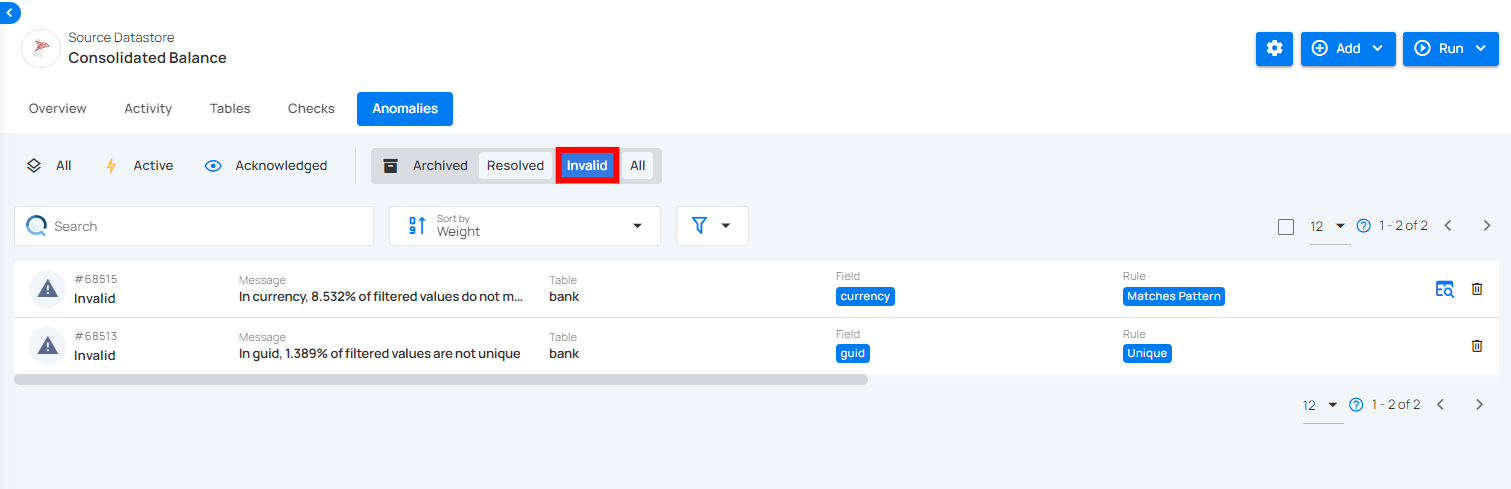 Source Datastore
Consolidated Balance
Add
Run
Overview Activity Tables Checks Anomalies
All Active Acknowledged Archived Resolved Invalid All
Search
Sort by
Weight
12 1 - 2 of 2
#68515
Invalid
Message
In currency, 8.532% of filtered values do not m...
Table
bank
Field
currency
Rule
Matches Pattern
#68513
Invalid
Message
In guid, 1.389% of filtered values are not unique
Table
bank
Field
guid
Rule
Unique
12 1 - 2 of 2